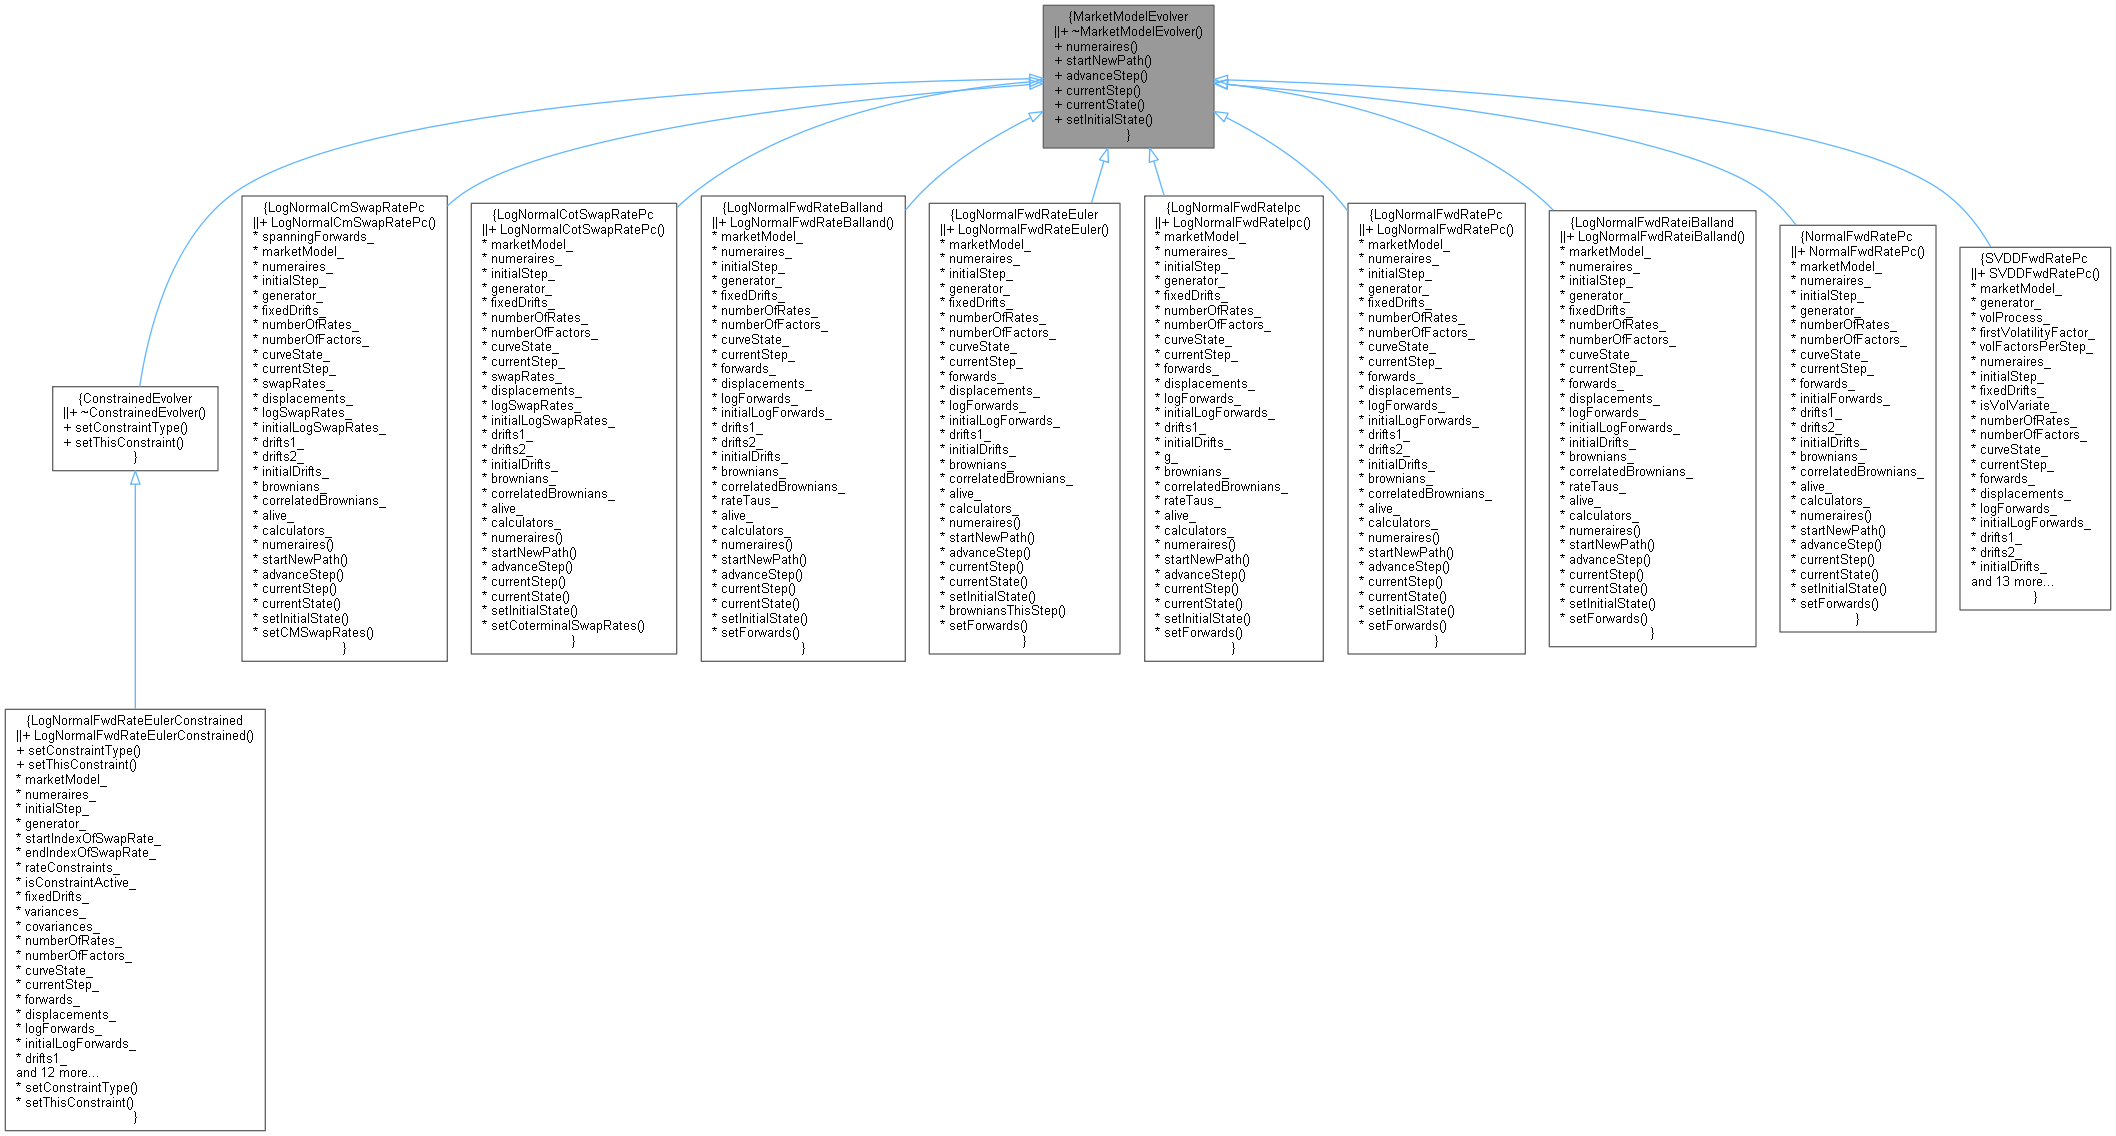 {MarketModelEvolver
||+ ~MarketModelEvolver()
+ numeraires()
+ startNewPath()
+ advanceStep()
+ currentStep()
+ currentState()
+ setInitialState()
}
{ConstrainedEvolver
||+ ~ConstrainedEvolver()
+ setConstraintType()
+ setThisConstraint()
}
{LogNormalCmSwapRatePc
||+ LogNormalCmSwapRatePc()
* spanningForwards_
* marketModel_
* numeraires_
* initialStep_
* generator_
* fixedDrifts_
* numberOfRates_
* numberOfFactors_
* curveState_
* currentStep_
* swapRates_
* displacements_
* logSwapRates_
* initialLogSwapRates_
* drifts1_
* drifts2_
* initialDrifts_
* brownians_
* correlatedBrownians_
* alive_
* calculators_
* numeraires()
* startNewPath()
* advanceStep()
* currentStep()
* currentState()
* setInitialState()
* setCMSwapRates()
}
{LogNormalCotSwapRatePc
||+ LogNormalCotSwapRatePc()
* marketModel_
* numeraires_
* initialStep_
* generator_
* fixedDrifts_
* numberOfRates_
* numberOfFactors_
* curveState_
* currentStep_
* swapRates_
* displacements_
* logSwapRates_
* initialLogSwapRates_
* drifts1_
* drifts2_
* initialDrifts_
* brownians_
* correlatedBrownians_
* alive_
* calculators_
* numeraires()
* startNewPath()
* advanceStep()
* currentStep()
* currentState()
* setInitialState()
* setCoterminalSwapRates()
}
{LogNormalFwdRateBalland
||+ LogNormalFwdRateBalland()
* marketModel_
* numeraires_
* initialStep_
* generator_
* fixedDrifts_
* numberOfRates_
* numberOfFactors_
* curveState_
* currentStep_
* forwards_
* displacements_
* logForwards_
* initialLogForwards_
* drifts1_
* drifts2_
* initialDrifts_
* brownians_
* correlatedBrownians_
* rateTaus_
* alive_
* calculators_
* numeraires()
* startNewPath()
* advanceStep()
* currentStep()
* currentState()
* setInitialState()
* setForwards()
}
{LogNormalFwdRateEuler
||+ LogNormalFwdRateEuler()
* marketModel_
* numeraires_
* initialStep_
* generator_
* fixedDrifts_
* numberOfRates_
* numberOfFactors_
* curveState_
* currentStep_
* forwards_
* displacements_
* logForwards_
* initialLogForwards_
* drifts1_
* initialDrifts_
* brownians_
* correlatedBrownians_
* alive_
* calculators_
* numeraires()
* startNewPath()
* advanceStep()
* currentStep()
* currentState()
* setInitialState()
* browniansThisStep()
* setForwards()
}
{LogNormalFwdRateIpc
||+ LogNormalFwdRateIpc()
* marketModel_
* numeraires_
* initialStep_
* generator_
* fixedDrifts_
* numberOfRates_
* numberOfFactors_
* curveState_
* currentStep_
* forwards_
* displacements_
* logForwards_
* initialLogForwards_
* drifts1_
* initialDrifts_
* g_
* brownians_
* correlatedBrownians_
* rateTaus_
* alive_
* calculators_
* numeraires()
* startNewPath()
* advanceStep()
* currentStep()
* currentState()
* setInitialState()
* setForwards()
}
{LogNormalFwdRatePc
||+ LogNormalFwdRatePc()
* marketModel_
* numeraires_
* initialStep_
* generator_
* fixedDrifts_
* numberOfRates_
* numberOfFactors_
* curveState_
* currentStep_
* forwards_
* displacements_
* logForwards_
* initialLogForwards_
* drifts1_
* drifts2_
* initialDrifts_
* brownians_
* correlatedBrownians_
* alive_
* calculators_
* numeraires()
* startNewPath()
* advanceStep()
* currentStep()
* currentState()
* setInitialState()
* setForwards()
}
{LogNormalFwdRateiBalland
||+ LogNormalFwdRateiBalland()
* marketModel_
* numeraires_
* initialStep_
* generator_
* fixedDrifts_
* numberOfRates_
* numberOfFactors_
* curveState_
* currentStep_
* forwards_
* displacements_
* logForwards_
* initialLogForwards_
* initialDrifts_
* brownians_
* correlatedBrownians_
* rateTaus_
* alive_
* calculators_
* numeraires()
* startNewPath()
* advanceStep()
* currentStep()
* currentState()
* setInitialState()
* setForwards()
}
{NormalFwdRatePc
||+ NormalFwdRatePc()
* marketModel_
* numeraires_
* initialStep_
* generator_
* numberOfRates_
* numberOfFactors_
* curveState_
* currentStep_
* forwards_
* initialForwards_
* drifts1_
* drifts2_
* initialDrifts_
* brownians_
* correlatedBrownians_
* alive_
* calculators_
* numeraires()
* startNewPath()
* advanceStep()
* currentStep()
* currentState()
* setInitialState()
* setForwards()
}
{SVDDFwdRatePc
||+ SVDDFwdRatePc()
* marketModel_
* generator_
* volProcess_
* firstVolatilityFactor_
* volFactorsPerStep_
* numeraires_
* initialStep_
* fixedDrifts_
* isVolVariate_
* numberOfRates_
* numberOfFactors_
* curveState_
* currentStep_
* forwards_
* displacements_
* logForwards_
* initialLogForwards_
* drifts1_
* drifts2_
* initialDrifts_
and 13 more...
}
{LogNormalFwdRateEulerConstrained
||+ LogNormalFwdRateEulerConstrained()
+ setConstraintType()
+ setThisConstraint()
* marketModel_
* numeraires_
* initialStep_
* generator_
* startIndexOfSwapRate_
* endIndexOfSwapRate_
* rateConstraints_
* isConstraintActive_
* fixedDrifts_
* variances_
* covariances_
* numberOfRates_
* numberOfFactors_
* curveState_
* currentStep_
* forwards_
* displacements_
* logForwards_
* initialLogForwards_
* drifts1_
and 12 more...
* setConstraintType()
* setThisConstraint()
}